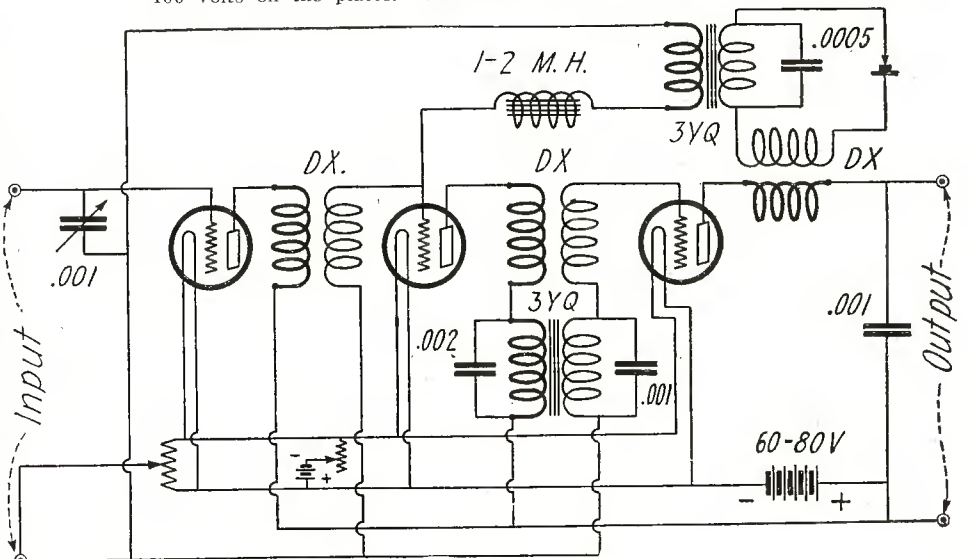 100 volts on the plates.
.0005
1-2 M.H.
3YQ
DX
DX.
DX
.001
3YQ
.002
.001
.001
Input
Output
60-80V
-
+
-
+